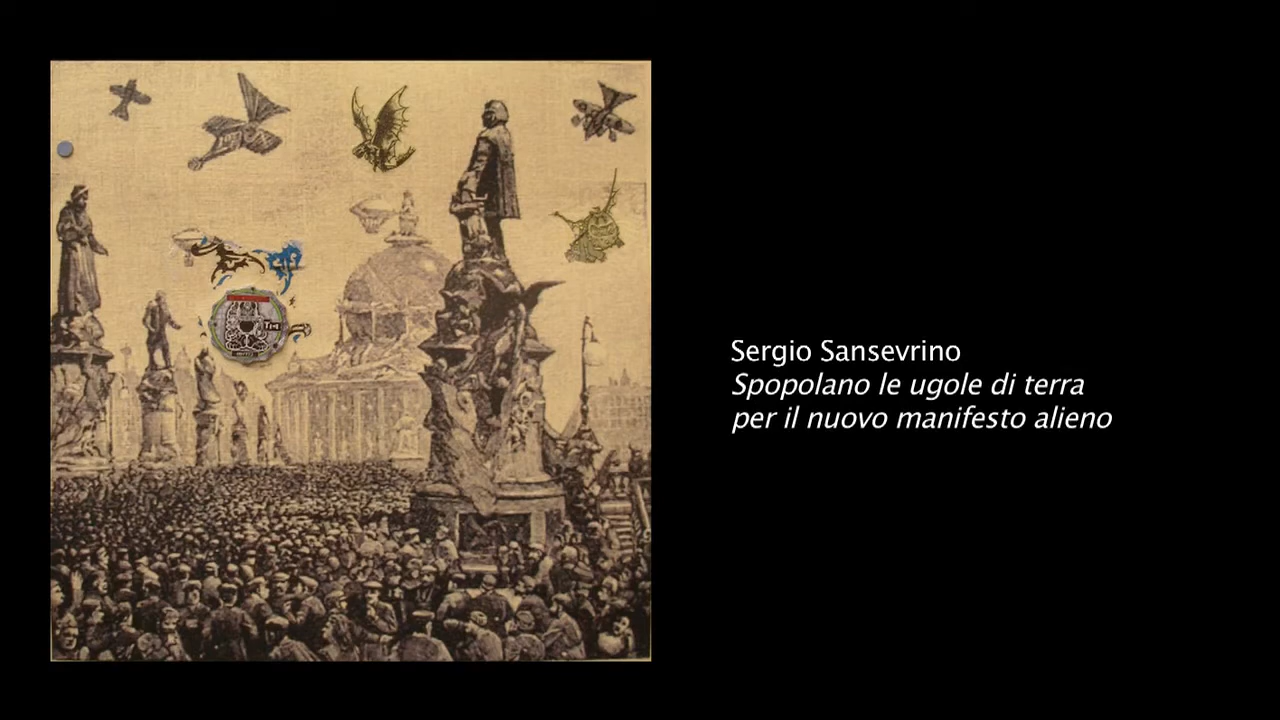 Sergio Sansevrino
Spopolano le ugole di terra
per il nuovo manifesto alieno